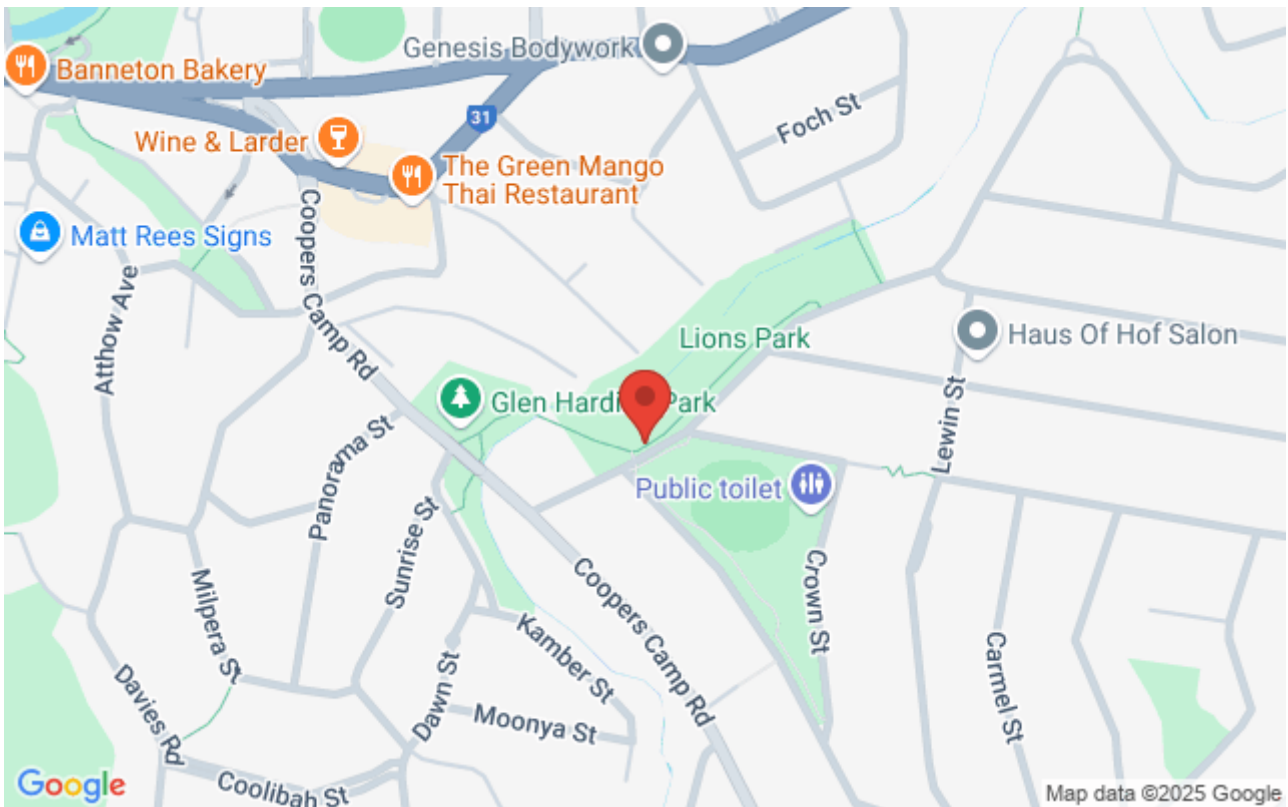 Genesis Bodywork
Banneton Bakery
Foch St
31
Wine & Larder
The Green Mango
Thai Restaurant
Matt Rees Signs
Coopers Camp Rd
Atthow Ave
Lions Park
Haus Of Hof Salon
Glen Hardi
Park
Panorama St
Lewin St
Public toilet
Sunrise St
Crown St
Milpera St
Coopers Camp Rd
Kamber St
Carmel St
Davies Rd
Dawn St
Moonya St
Coolibah St
Google
Map data ©2025 Google